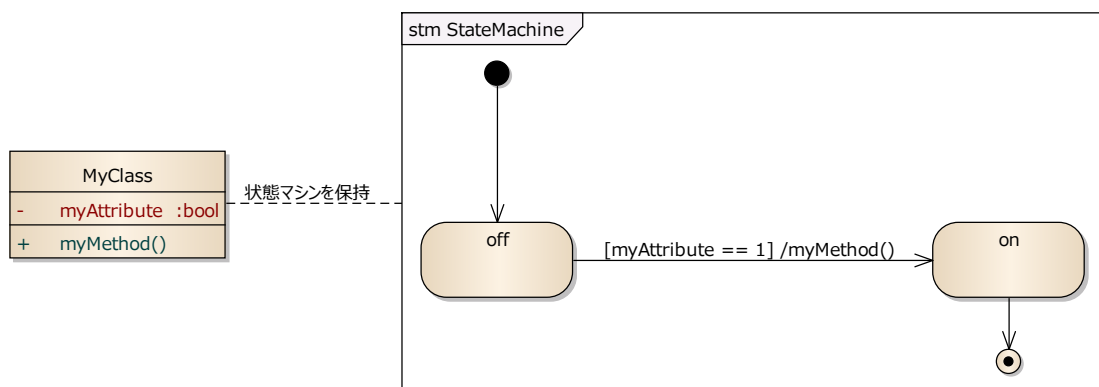 stm StateMachine
MyClass
- myAttribute :bool
+ myMethod()
状態マシンを保持
off
[myAttribute == 1] /myMethod()
on